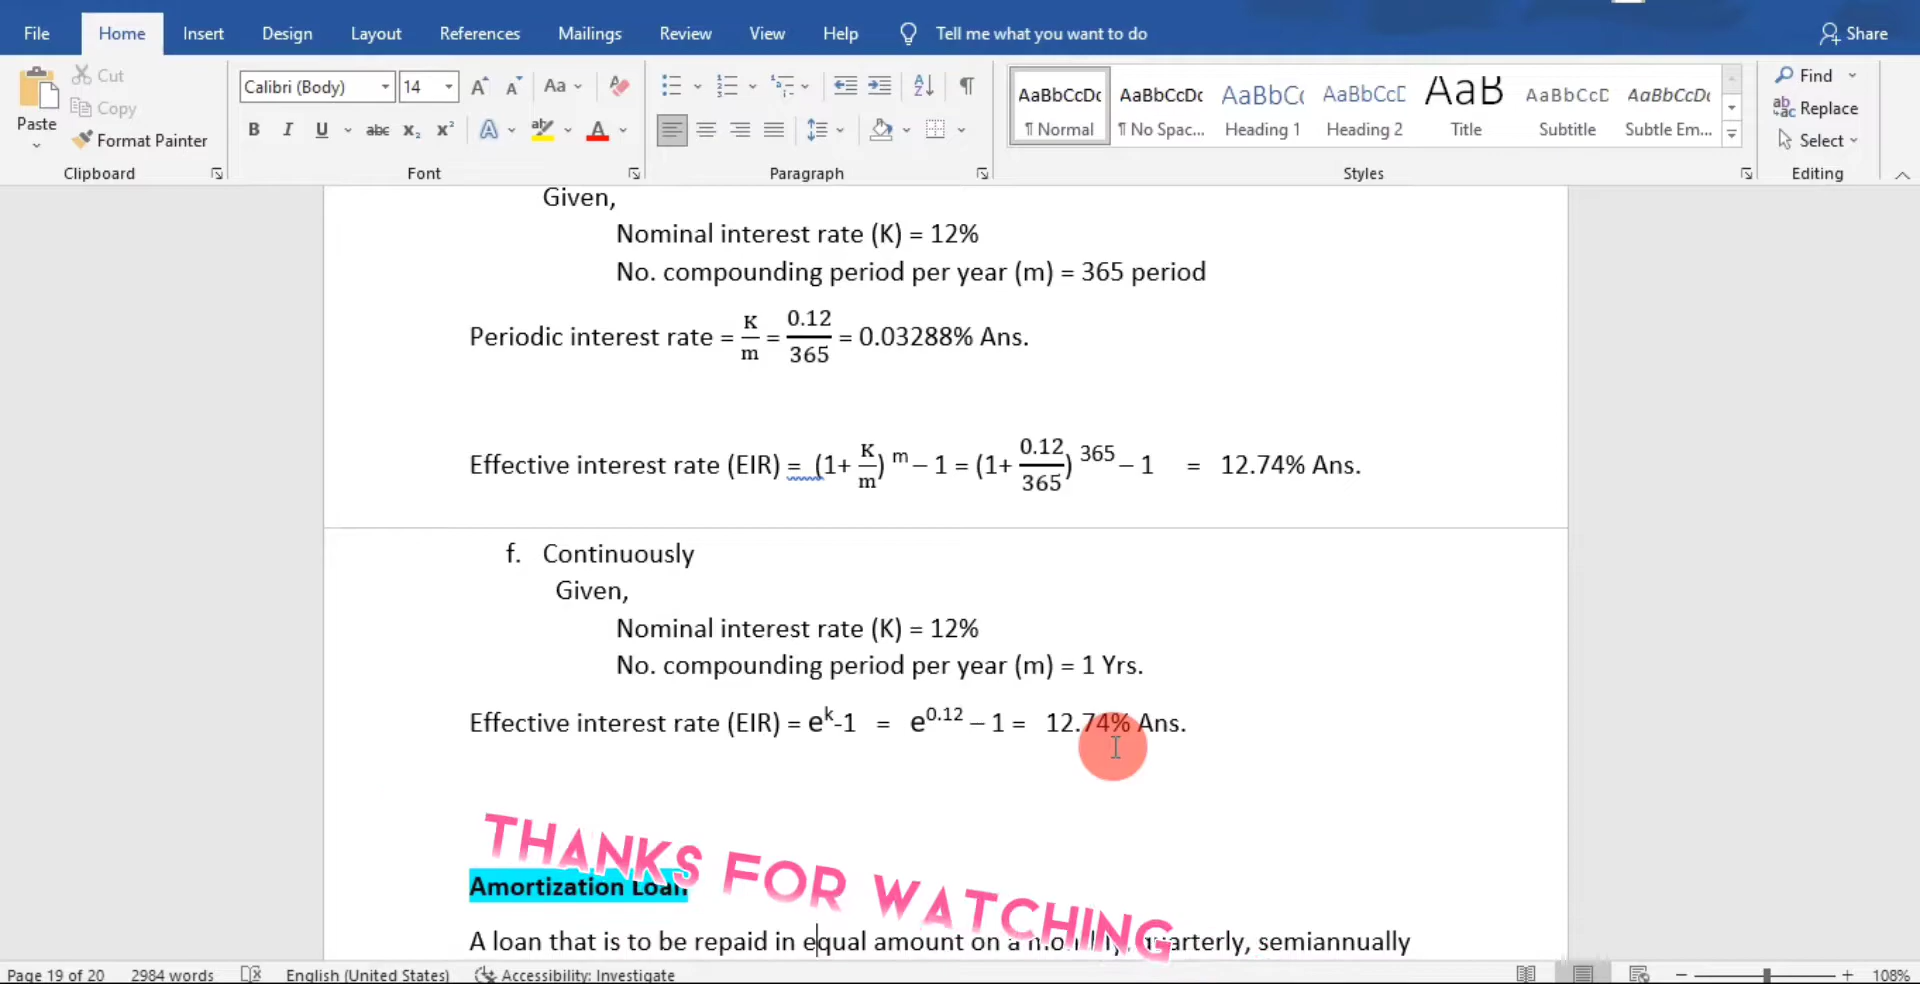 File Home Insert Design Layout References Mailings Review View Help Tell me what you want to do Share
Paste Cut Copy Format Painter
Calibri (Body) 14
AaBbCcDc AaBbCcDc AaBbCc AaBbCcD AaB AaBbCcD AaBbCcDc
¶ Normal ¶ No Spac... Heading 1 Heading 2 Title Subtitle Subtle Em...
Find Replace Select
Clipboard Font Paragraph Styles Editing
Given,
Nominal interest rate (K) = 12%
No. compounding period per year (m) = 365 period
Periodic interest rate = K/m = 0.12/365 = 0.03288% Ans.
Effective interest rate (EIR) = (1+ K/m) ᵐ – 1 = (1+ 0.12/365) ³⁶⁵ – 1 = 12.74% Ans.
f. Continuously
Given,
Nominal interest rate (K) = 12%
No. compounding period per year (m) = 1 Yrs.
Effective interest rate (EIR) = eᵏ-1 = e⁰·¹² – 1 = 12.74% Ans.
THANKS FOR WATCHING
Amortization Loan
A loan that is to be repaid in equal amount on a monthly, quarterly, semiannually
Page 19 of 20 2984 words English (United States) Accessibility: Investigate 108%